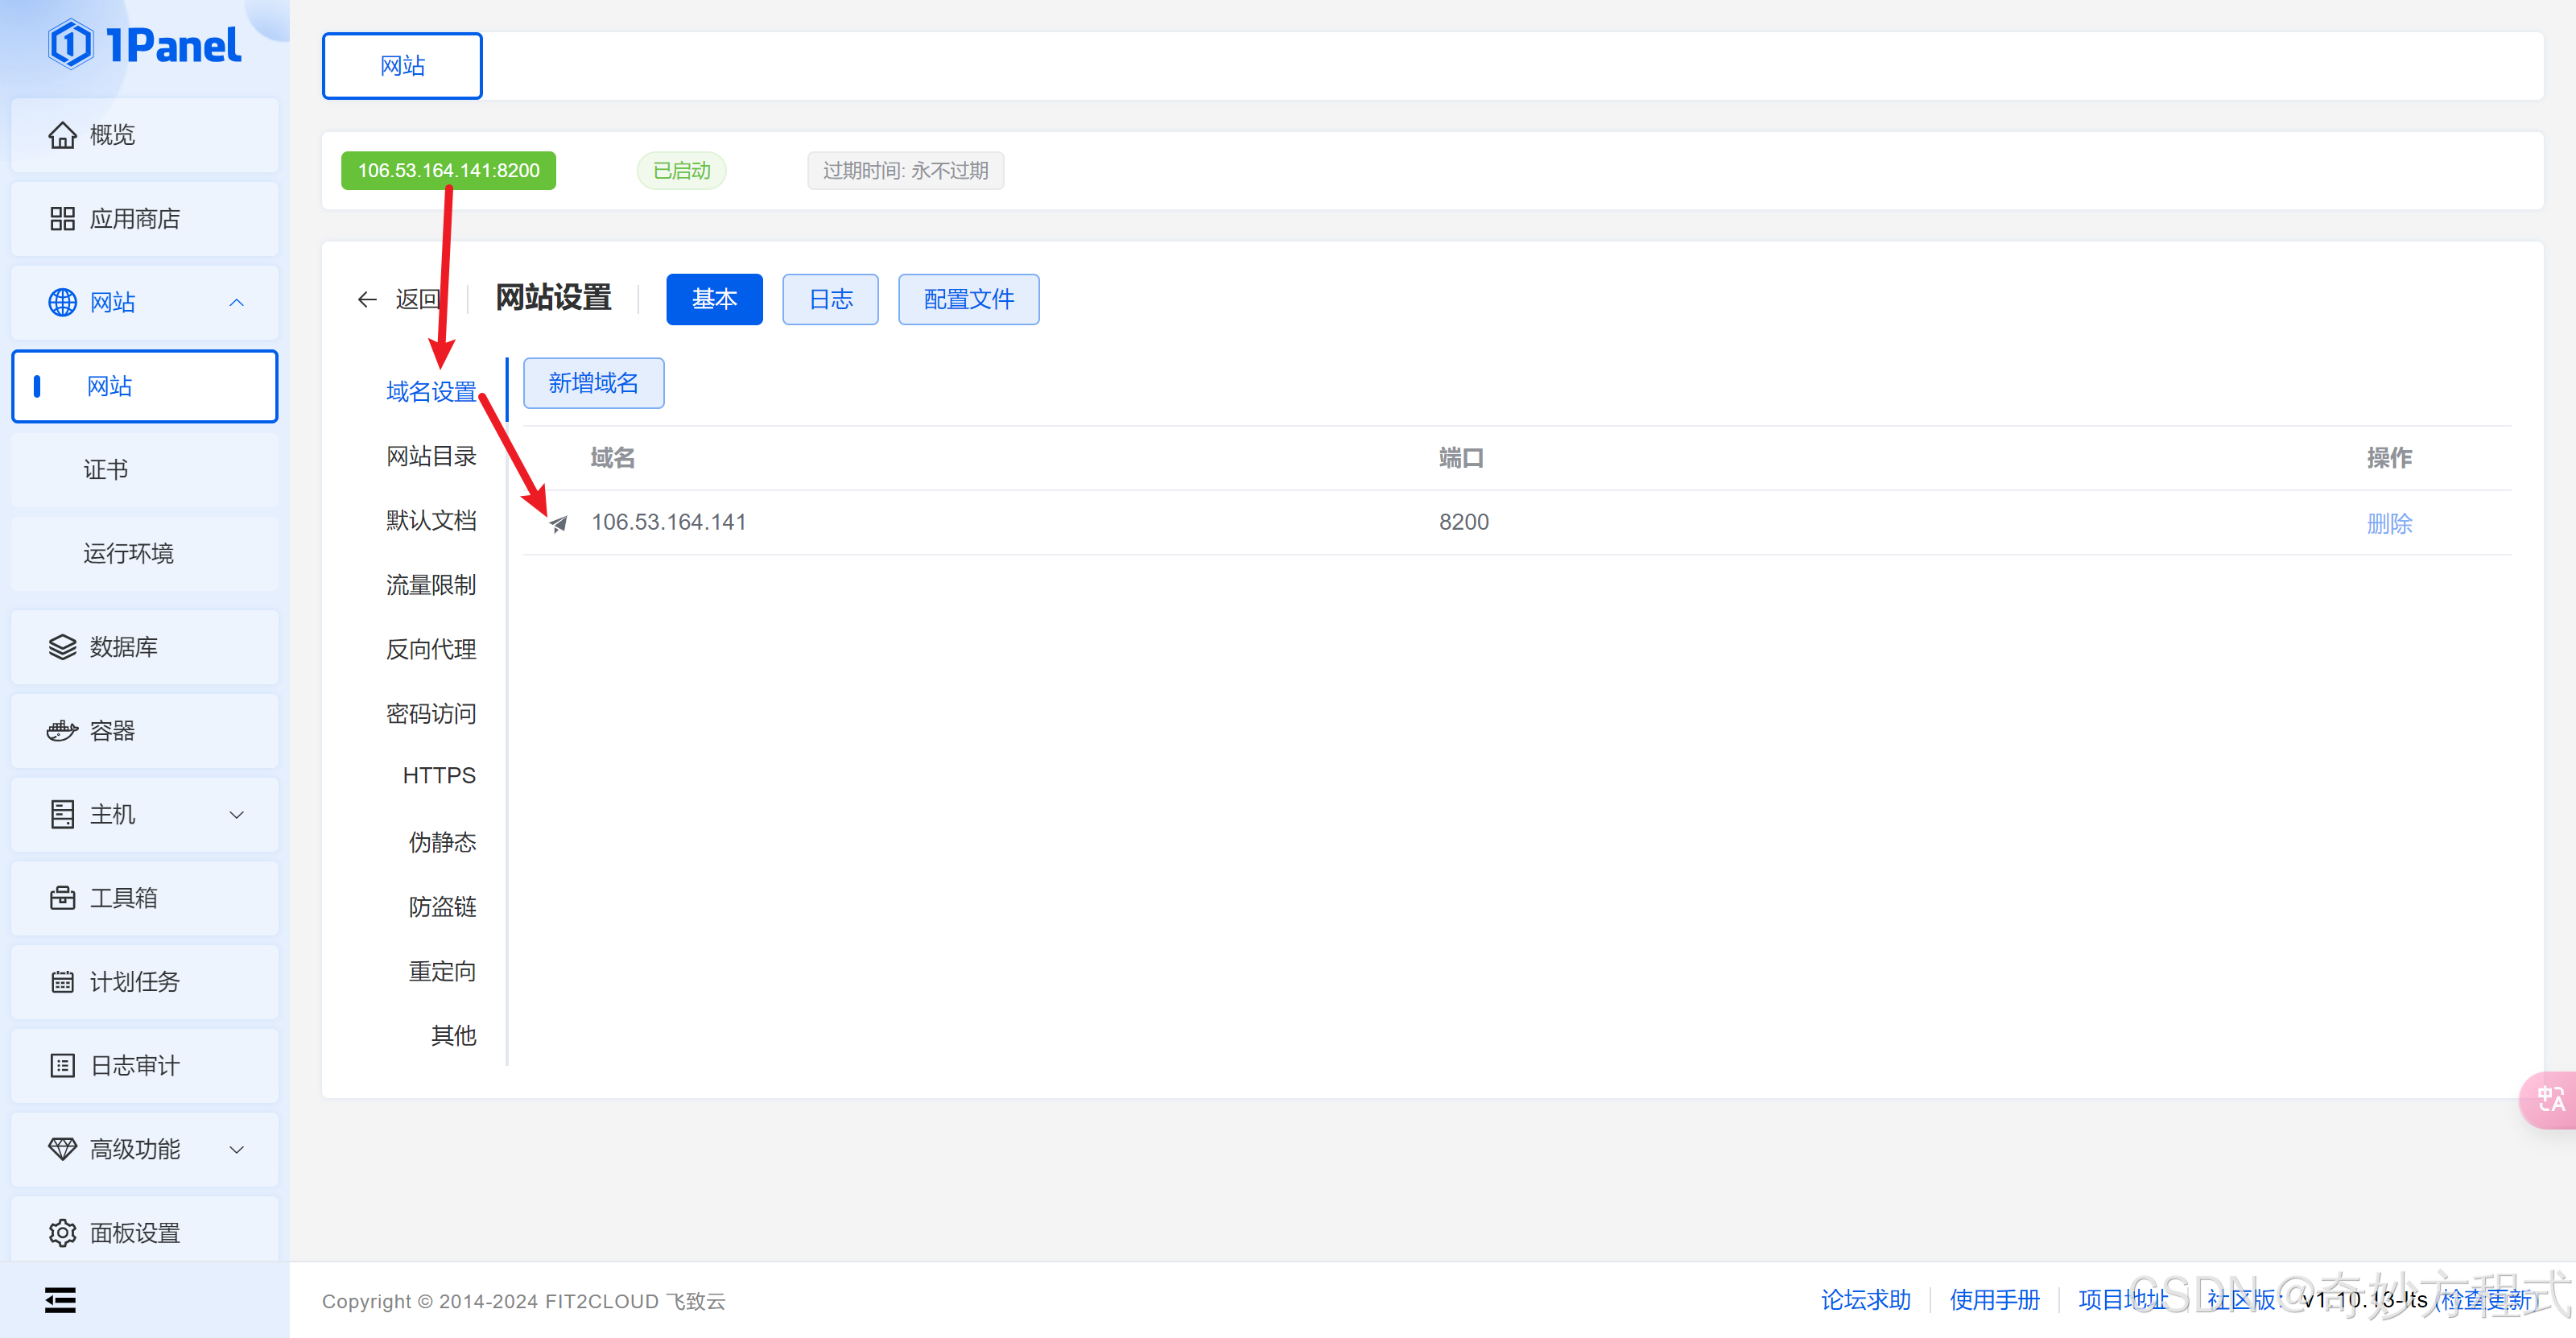 1Panel
概览
应用商店
网站
网站
证书
运行环境
数据库
容器
主机
工具箱
计划任务
日志审计
高级功能
面板设置
网站
106.53.164.141:8200
已启动
过期时间: 永不过期
返回
网站设置
基本
日志
配置文件
域名设置
网站目录
默认文档
流量限制
反向代理
密码访问
HTTPS
伪静态
防盗链
重定向
其他
新增域名
域名 端口 操作
106.53.164.141 8200 删除
中A
Copyright © 2014-2024 FIT2CLOUD 飞致云
论坛求助 使用手册 项目地址 社区版: v1.10.13-lts (检查更新)
CSDN @奇妙方程式